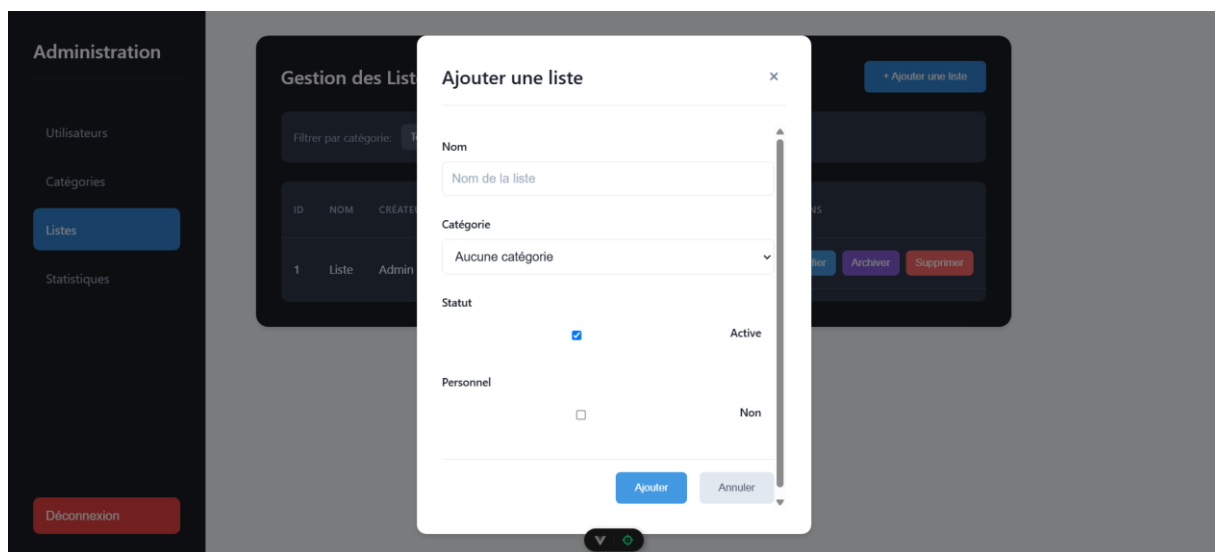 Administration
Utilisateurs
Catégories
Listes
Statistiques
Déconnexion
Gestion des List
+ Ajouter une liste
Filtrer par catégorie:
ID NOM CRÉATE
1 Liste Admin
Archiver Supprimer
Ajouter une liste
×
Nom
Nom de la liste
Catégorie
Aucune catégorie
Statut
Active
Personnel
Non
Ajouter Annuler